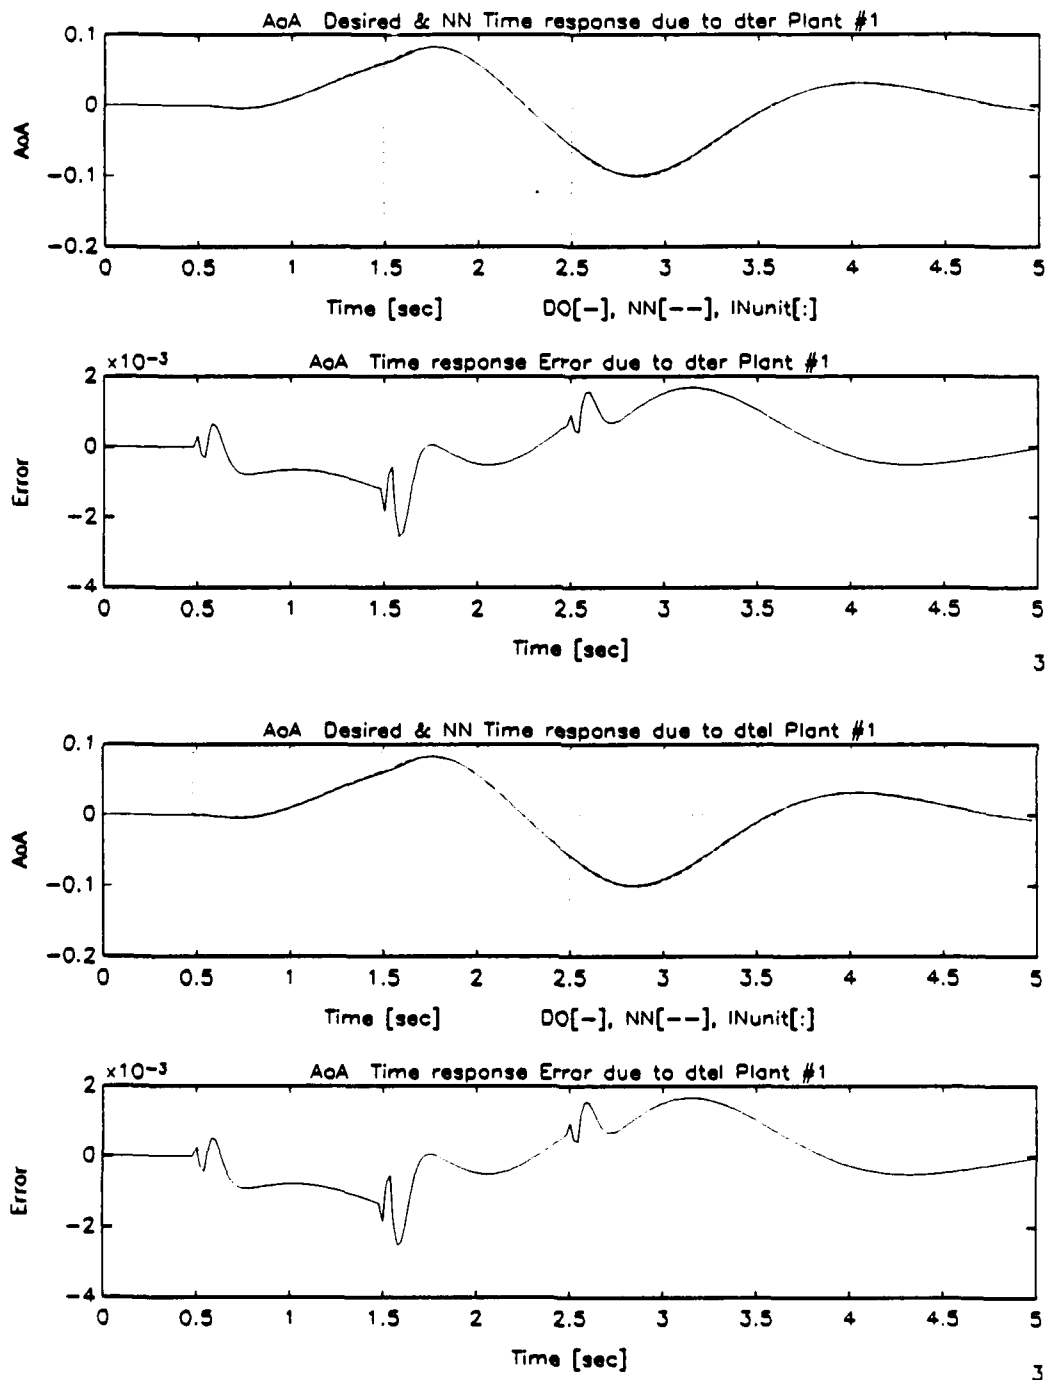 AoA Desired & NN Time response due to dter Plant #1
0.1
0
-0.1
-0.2
AoA
0 0.5 1 1.5 2 2.5 3 3.5 4 4.5 5
Time [sec] DO[-], NN[--], INunit[:]
×10-3 AoA Time response Error due to dter Plant #1
2
0
-2
-4
Error
0 0.5 1 1.5 2 2.5 3 3.5 4 4.5 5
Time [sec]
3
AoA Desired & NN Time response due to dtel Plant #1
0.1
0
-0.1
-0.2
AoA
0 0.5 1 1.5 2 2.5 3 3.5 4 4.5 5
Time [sec] DO[-], NN[--], INunit[:]
×10-3 AoA Time response Error due to dtel Plant #1
2
0
-2
-4
Error
0 0.5 1 1.5 2 2.5 3 3.5 4 4.5 5
Time [sec]
3